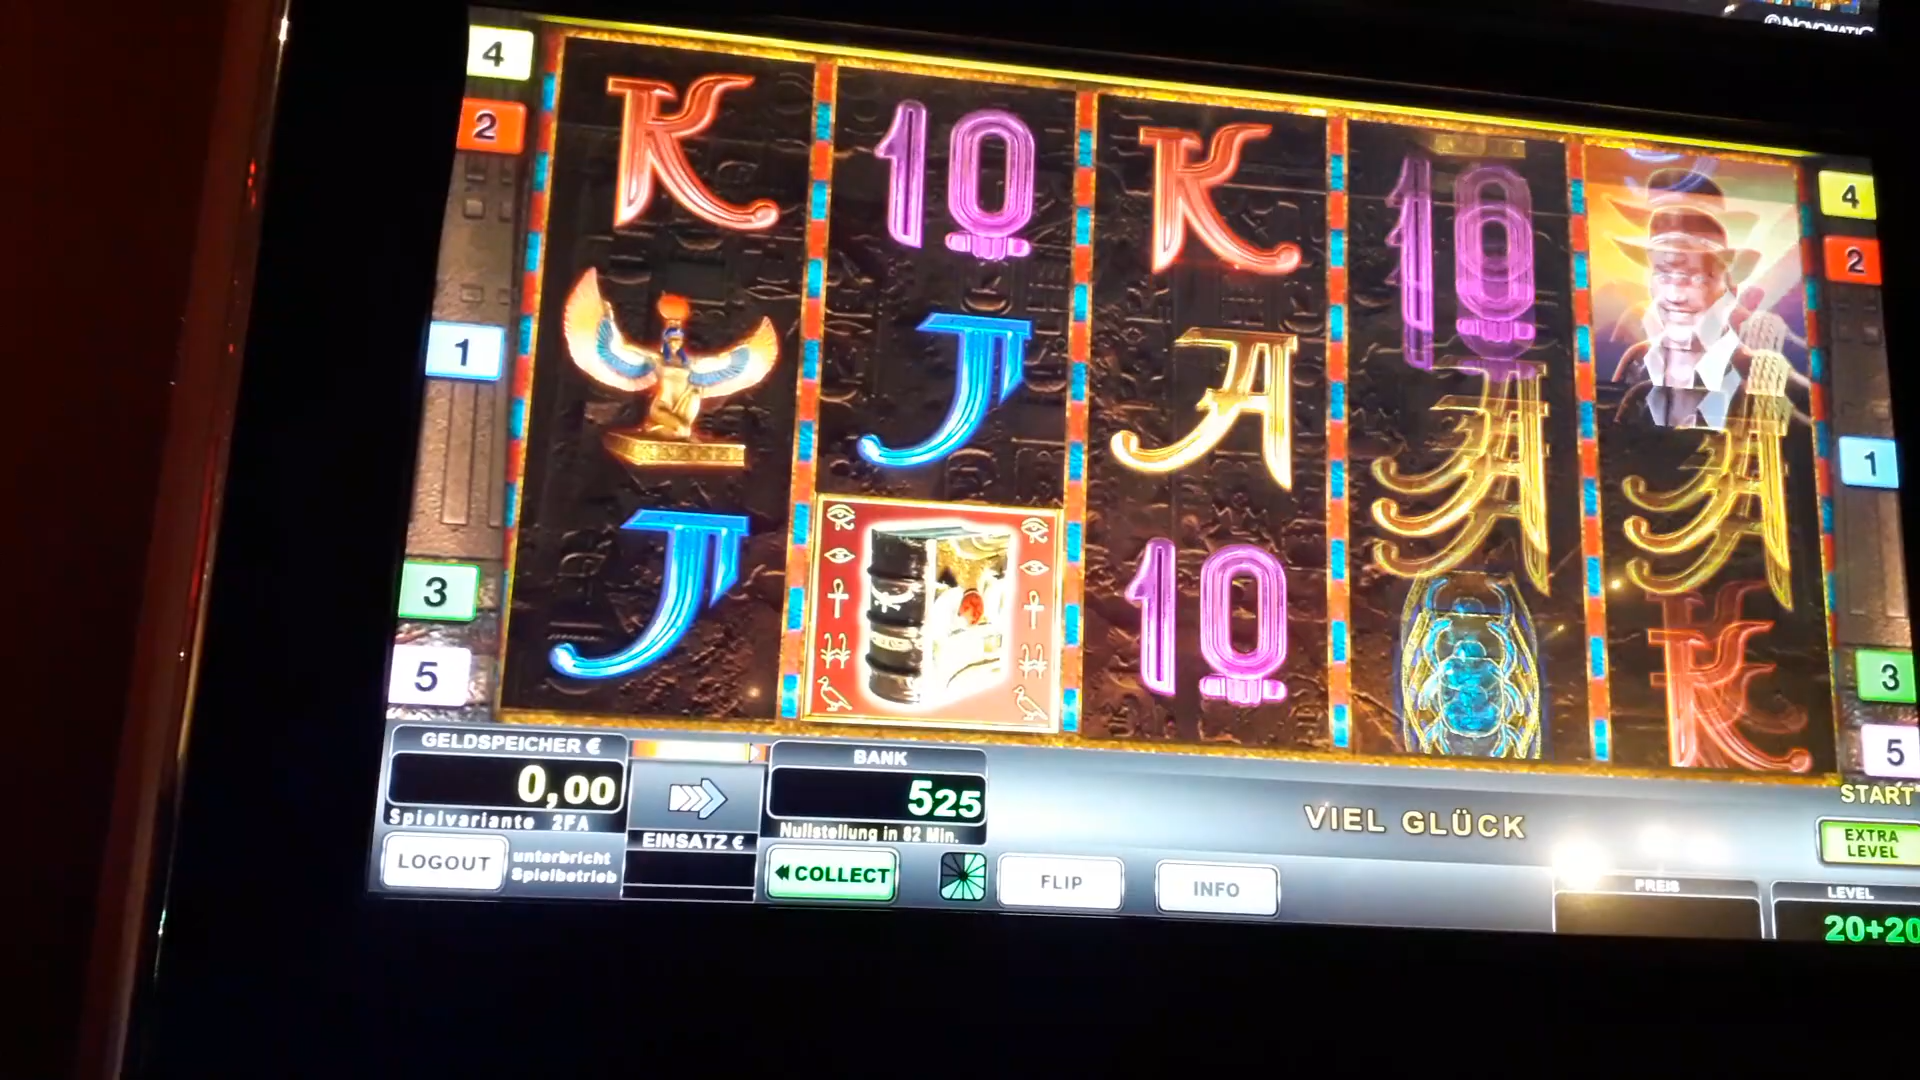 © NOVOMATIC
4
2
1
3
5
K 10 K 10
J A A A
J 10 K
4
2
1
3
5
GELDSPEICHER €
0,00
Spielvariante 2FA
LOGOUT
unterbricht
Spielbetrieb
EINSATZ €
BANK
525
Nullstellung in 82 Min.
COLLECT
FLIP
INFO
VIEL GLÜCK
START
EXTRA
LEVEL
PREIS
LEVEL
20+20